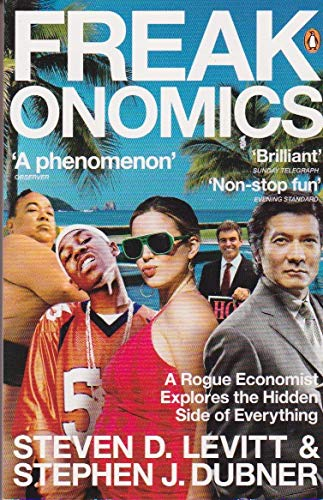 FREAK
ONOMICS
'A phenomenon'
OBSERVER
'Brilliant'
SUNDAY TELEGRAPH
'Non-stop fun'
EVENING STANDARD
5
A Rogue Economist
Explores the Hidden
Side of Everything
STEVEN D. LEVITT &
STEPHEN J. DUBNER